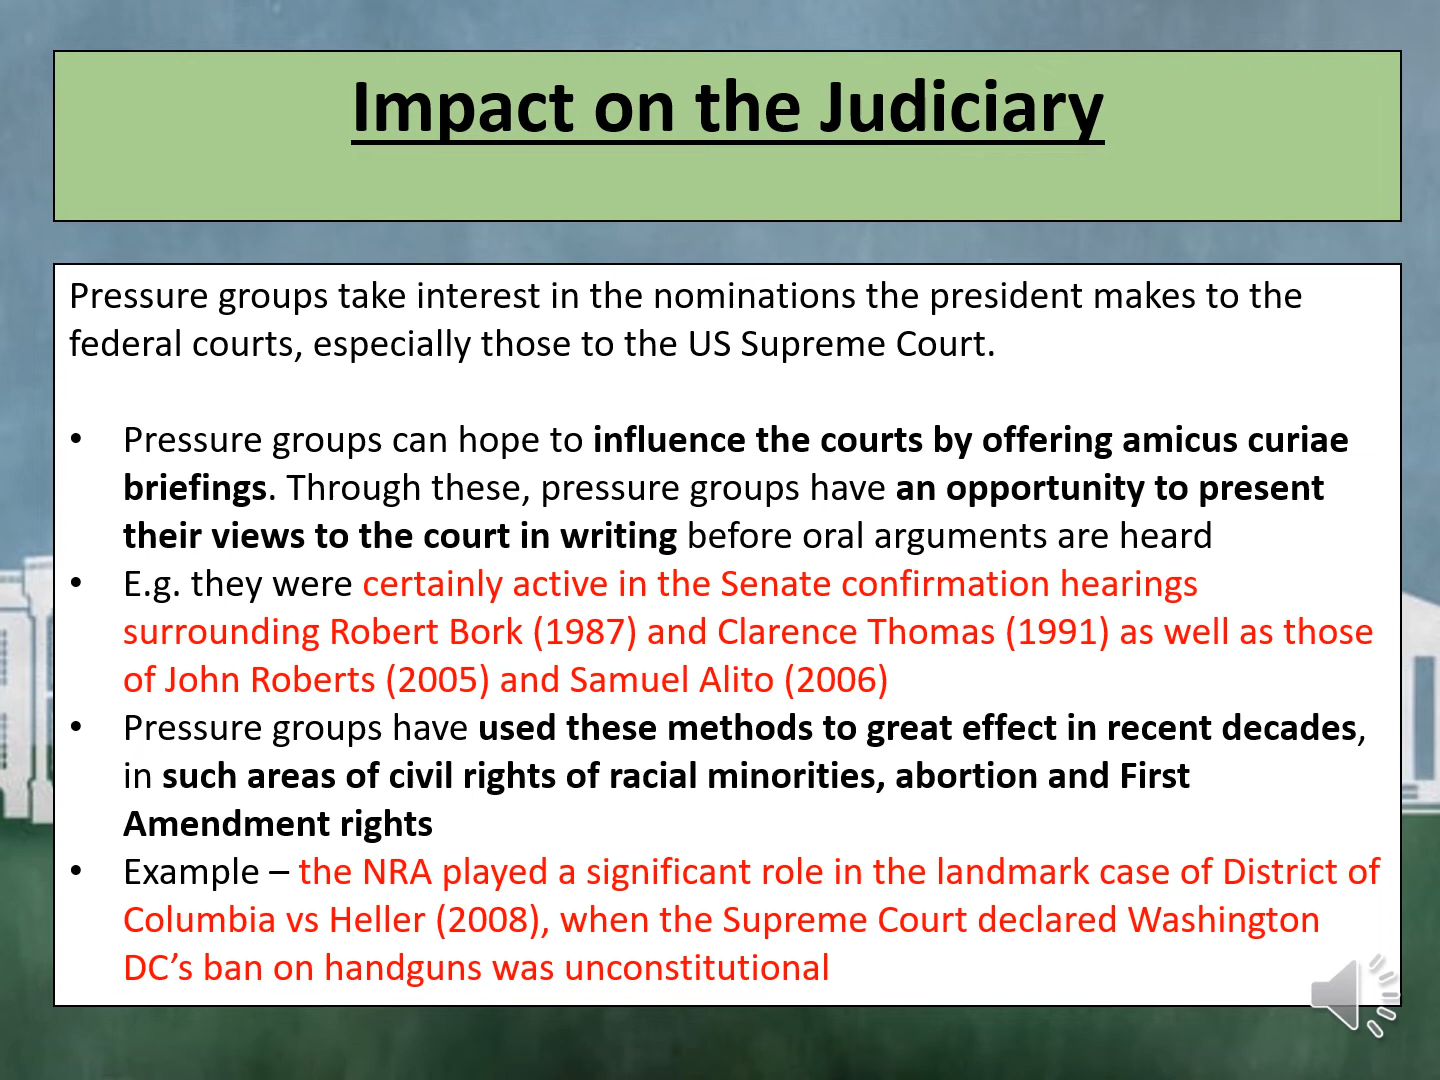 Impact on the Judiciary
Pressure groups take interest in the nominations the president makes to the
federal courts, especially those to the US Supreme Court.
• Pressure groups can hope to influence the courts by offering amicus curiae
briefings. Through these, pressure groups have an opportunity to present
their views to the court in writing before oral arguments are heard
• E.g. they were certainly active in the Senate confirmation hearings
surrounding Robert Bork (1987) and Clarence Thomas (1991) as well as those
of John Roberts (2005) and Samuel Alito (2006)
• Pressure groups have used these methods to great effect in recent decades,
in such areas of civil rights of racial minorities, abortion and First
Amendment rights
• Example – the NRA played a significant role in the landmark case of District of
Columbia vs Heller (2008), when the Supreme Court declared Washington
DC’s ban on handguns was unconstitutional